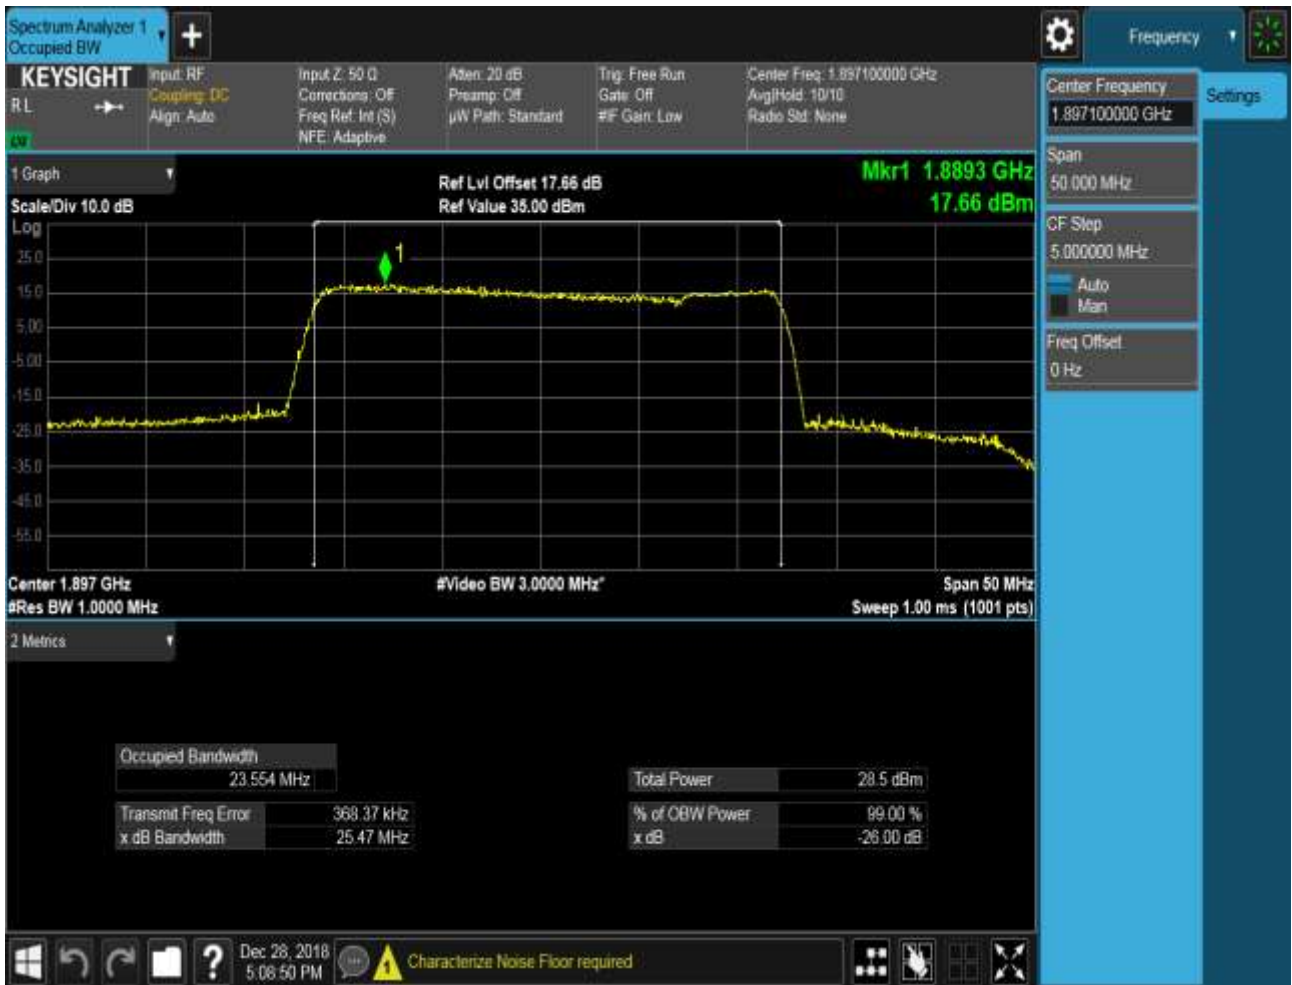 Spectrum Analyzer 1
Occupied BW
Frequency
KEYSIGHT
R L
Input: RF
Coupling: DC
Align: Auto
Input Z: 50 Ω
Corrections: Off
Freq Ref: Int (S)
NFE: Adaptive
Atten: 20 dB
Preamp: Off
µW Path: Standard
Trig: Free Run
Gate: Off
#IF Gain: Low
Center Freq: 1.897100000 GHz
Avg|Hold: 10/10
Radio Std: None
Center Frequency
1.897100000 GHz
Settings
Span
50.000 MHz
CF Step
5.000000 MHz
Auto
Man
Freq Offset
0 Hz
1 Graph
Scale/Div 10.0 dB
Ref Lvl Offset 17.66 dB
Ref Value 35.00 dBm
Mkr1 1.8893 GHz
17.66 dBm
Log
25.0
15.0
5.00
-5.00
-15.0
-25.0
-35.0
-45.0
-55.0
1
Center 1.897 GHz
#Video BW 3.0000 MHz*
Span 50 MHz
#Res BW 1.0000 MHz
Sweep 1.00 ms (1001 pts)
2 Metrics
Occupied Bandwidth
23.554 MHz
Total Power 28.5 dBm
Transmit Freq Error 368.37 kHz
% of OBW Power 99.00 %
x dB Bandwidth 25.47 MHz
x dB -26.00 dB
?
Dec 28, 2018
5:08:50 PM
1
Characterize Noise Floor required